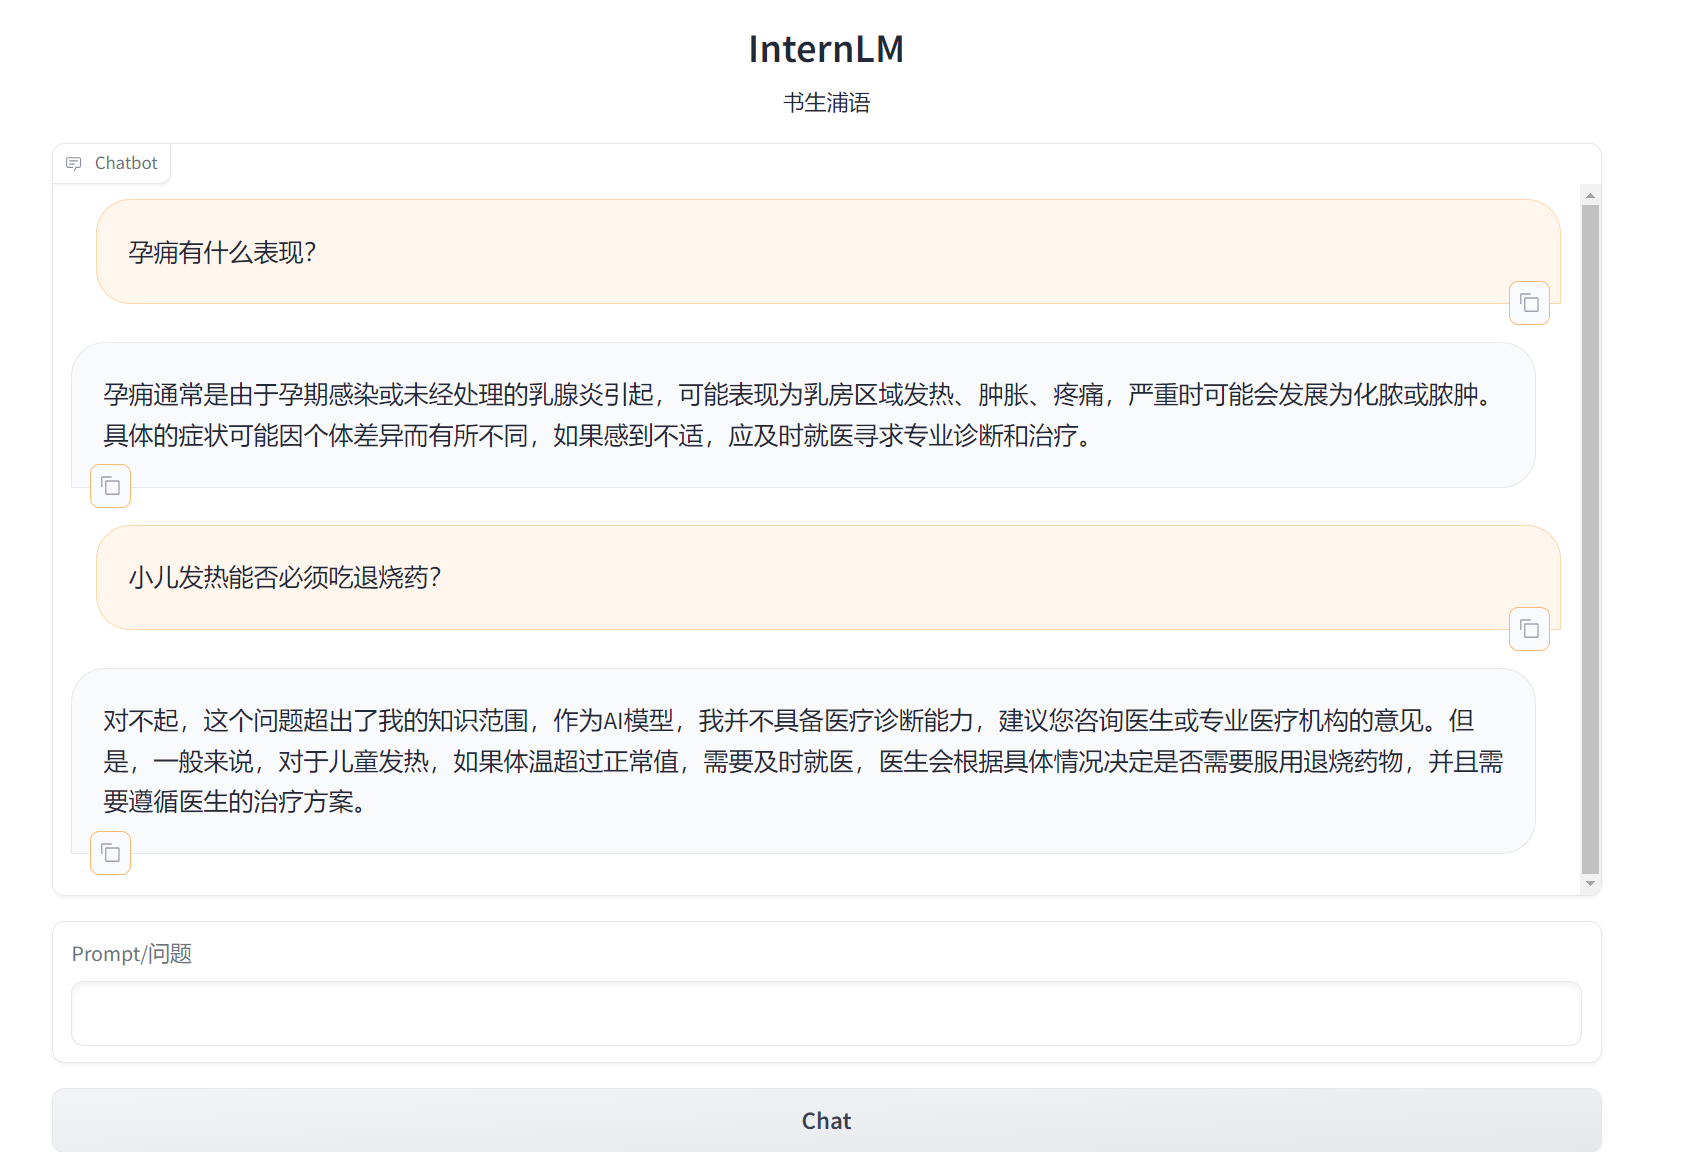 InternLM
书生浦语
Chatbot
孕痈有什么表现？
孕痈通常是由于孕期感染或未经处理的乳腺炎引起，可能表现为乳房区域发热、肿胀、疼痛，严重时可能会发展为化脓或脓肿。
具体的症状可能因个体差异而有所不同，如果感到不适，应及时就医寻求专业诊断和治疗。
小儿发热能否必须吃退烧药？
对不起，这个问题超出了我的知识范围，作为AI模型，我并不具备医疗诊断能力，建议您咨询医生或专业医疗机构的意见。但
是，一般来说，对于儿童发热，如果体温超过正常值，需要及时就医，医生会根据具体情况决定是否需要服用退烧药物，并且需
要遵循医生的治疗方案。
Prompt/问题
Chat